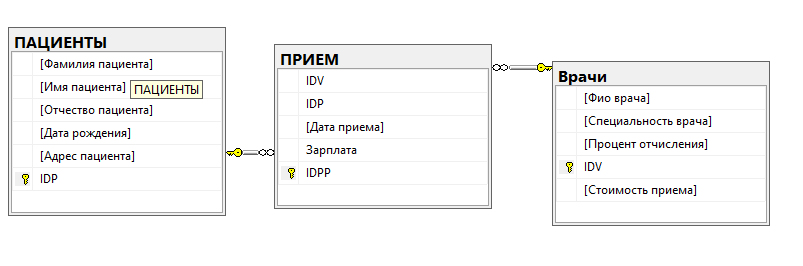 ПАЦИЕНТЫ
[Фамилия пациента]
[Имя пациента]
ПАЦИЕНТЫ
[Отчество пациента]
[Дата рождения]
[Адрес пациента]
IDP
ПРИЕМ
IDV
IDP
[Дата приема]
Зарплата
IDPP
Врачи
[Фио врача]
[Специальность врача]
[Процент отчисления]
IDV
[Стоимость приема]